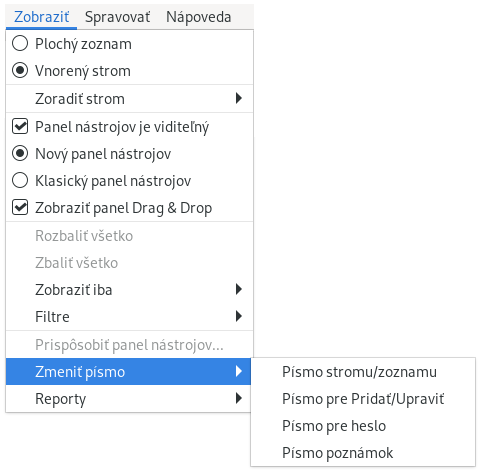 Zobraziť Spravovať Nápoveda
Plochý zoznam
Vnorený strom
Zoradiť strom
Panel nástrojov je viditeľný
Nový panel nástrojov
Klasický panel nástrojov
Zobraziť panel Drag & Drop
Rozbaliť všetko
Zbaliť všetko
Zobraziť iba
Filtre
Prispôsobiť panel nástrojov...
Zmeniť písmo
Reporty
Písmo stromu/zoznamu
Písmo pre Pridať/Upraviť
Písmo pre heslo
Písmo poznámok